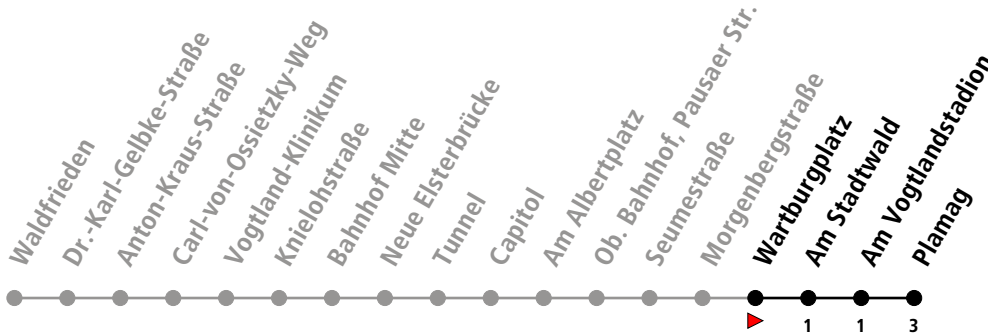 Waldfrieden
Dr.-Karl-Gelbke-Straße
Anton-Kraus-Straße
Carl-von-Ossietzky-Weg
Vogtland-Klinikum
Knielohstraße
Bahnhof Mitte
Neue Elsterbrücke
Tunnel
Capitol
Am Albertplatz
Ob. Bahnhof, Pausaer Str.
Seumestraße
Morgenbergstraße
Wartburgplatz
Am Stadtwald
Am Vogtlandstadion
Plamag
1 1 3